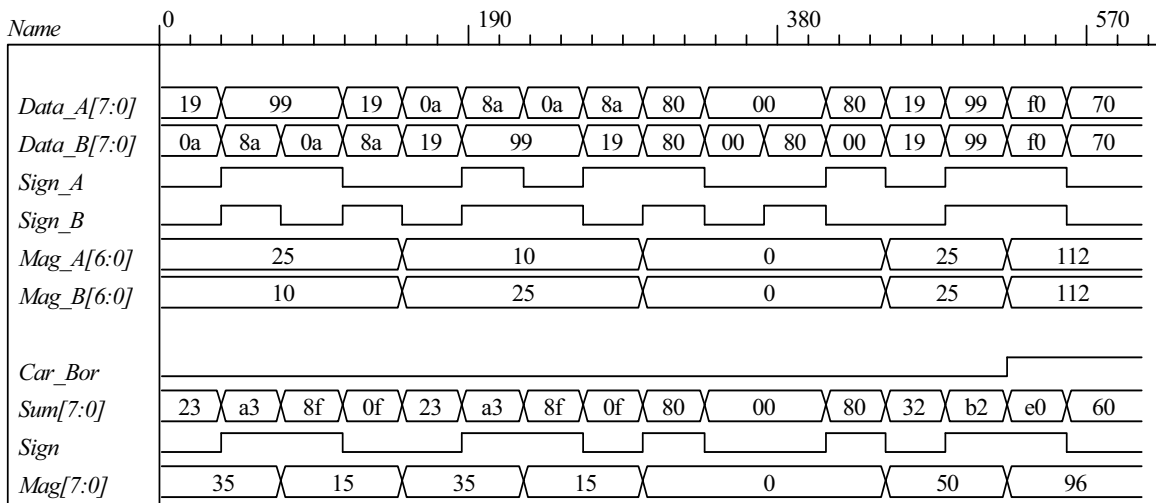 Name 0 190 380 570
Data_A[7:0] 19 99 19 0a 8a 0a 8a 80 00 80 19 99 f0 70
Data_B[7:0] 0a 8a 0a 8a 19 99 19 80 00 80 00 19 99 f0 70
Sign_A
Sign_B
Mag_A[6:0] 25 10 0 25 112
Mag_B[6:0] 10 25 0 25 112
Car_Bor
Sum[7:0] 23 a3 8f 0f 23 a3 8f 0f 80 00 80 32 b2 e0 60
Sign
Mag[7:0] 35 15 35 15 0 50 96